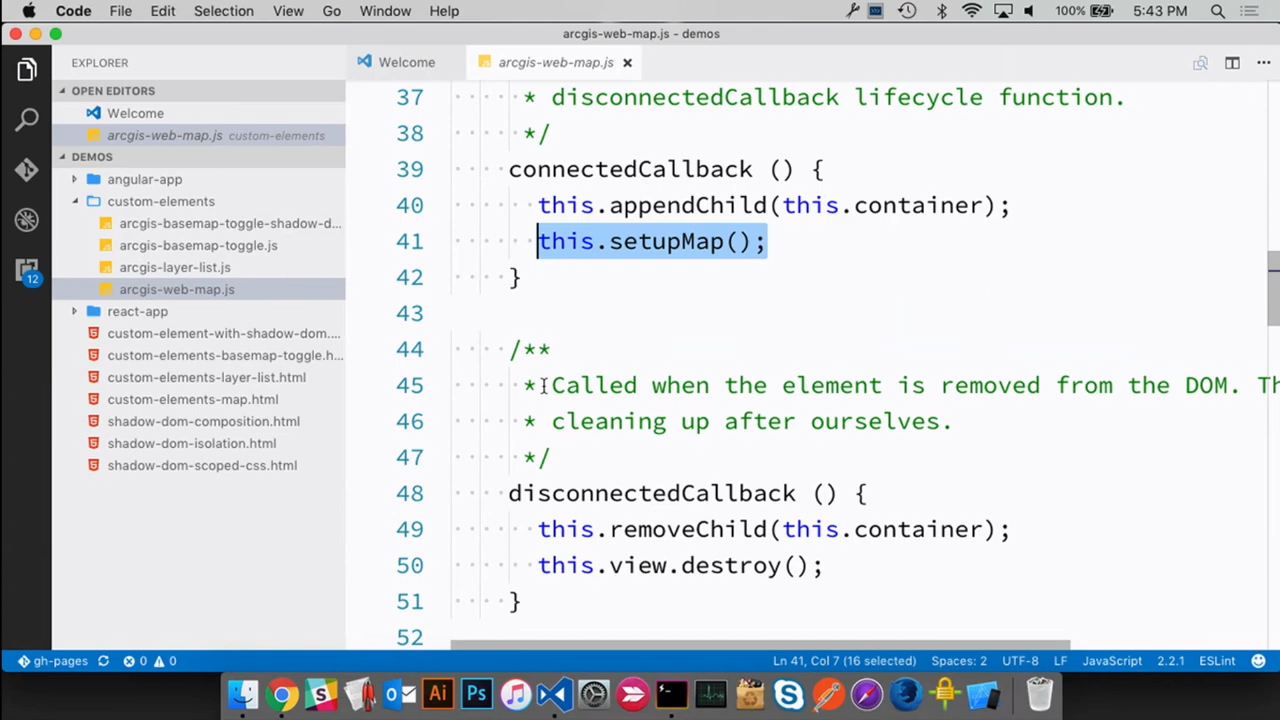 Code File Edit Selection View Go Window Help 100% 5:43 PM
arcgis-web-map.js - demos
EXPLORER
OPEN EDITORS
Welcome
arcgis-web-map.js custom-elements
DEMOS
angular-app
custom-elements
arcgis-basemap-toggle-shadow-d...
arcgis-basemap-toggle.js
arcgis-layer-list.js
arcgis-web-map.js
react-app
custom-element-with-shadow-dom....
custom-elements-basemap-toggle.h...
custom-elements-layer-list.html
custom-elements-map.html
shadow-dom-composition.html
shadow-dom-isolation.html
shadow-dom-scoped-css.html
12
Welcome arcgis-web-map.js
37 * disconnectedCallback lifecycle function.
38 */
39 connectedCallback () {
40 this.appendChild(this.container);
41 this.setupMap();
42 }
43
44 /**
45 * Called when the element is removed from the DOM. Th
46 * cleaning up after ourselves.
47 */
48 disconnectedCallback () {
49 this.removeChild(this.container);
50 this.view.destroy();
51 }
52
gh-pages 0 0 Ln 41, Col 7 (16 selected) Spaces: 2 UTF-8 LF JavaScript 2.2.1 ESLint
Ai Ps